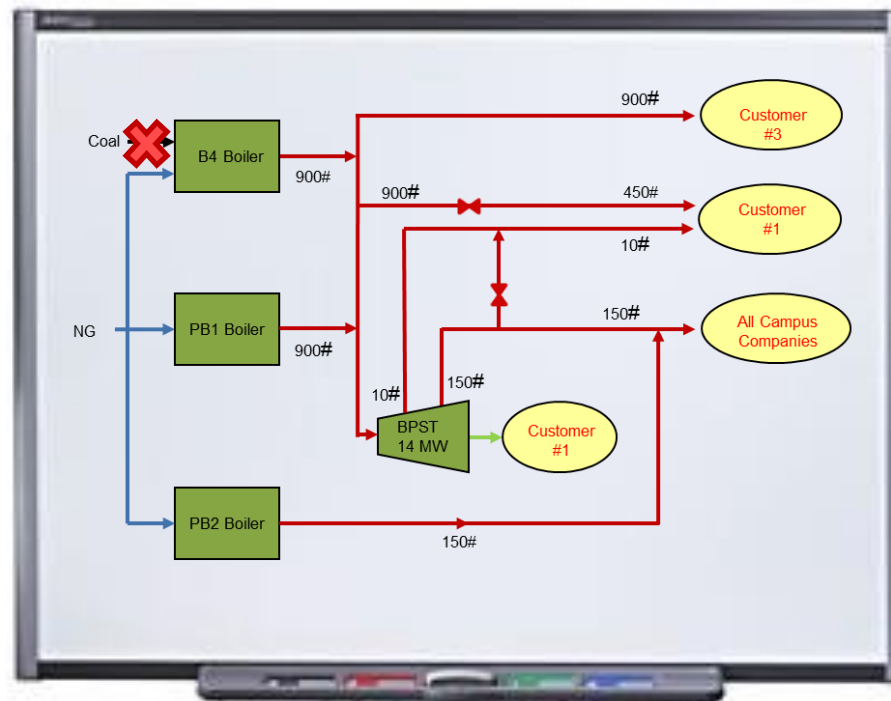 900#
Customer
#3
Coal
B4 Boiler
900#
900#
450#
Customer
#1
10#
NG
PB1 Boiler
900#
150#
All Campus
Companies
10#
150#
BPST
14 MW
Customer
#1
PB2 Boiler
150#